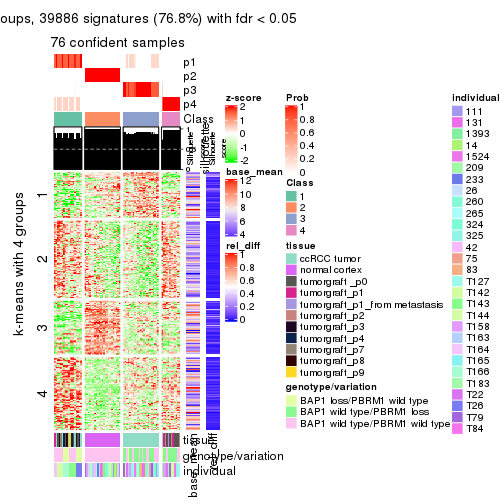 oups, 39886 signatures (76.8%) with fdr < 0.05
76 confident samples
p1
p2
p3
p4
Class
1
silhouette
score
k-means with 4 groups
1
2
3
4
tissue
genotype/variation
individual
base_mean
rel_diff
z-score
2
1
0
-1
-2
base_mean
12
10
8
6
4
rel_diff
1
0.8
0.6
0.4
0.2
0
Prob
1
0.8
0.6
0.4
0.2
0
Class
1
2
3
4
tissue
ccRCC tumor
normal cortex
tumorgraft _p0
tumorgraft_p1
tumorgraft_p1_from metastasis
tumorgraft_p2
tumorgraft_p3
tumorgraft_p4
tumorgraft_p7
tumorgraft_p8
tumorgraft_p9
genotype/variation
BAP1 loss/PBRM1 wild type
BAP1 wild type/PBRM1 loss
BAP1 wild type/PBRM1 wild type
individual
111
131
1393
14
1524
209
233
26
260
265
324
325
42
75
83
T127
T142
T143
T144
T158
T163
T164
T165
T166
T183
T22
T26
T79
T84